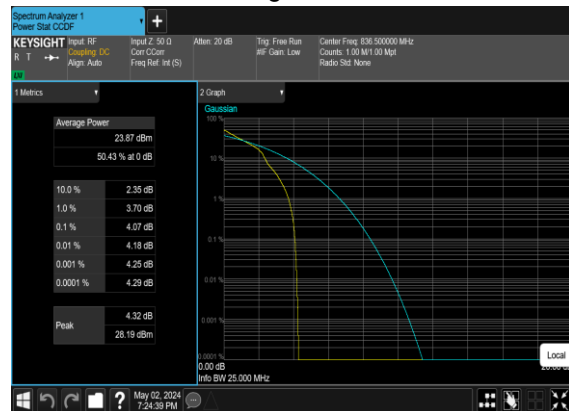 Spectrum Analyzer 1
Power Stat CCDF
+
KEYSIGHT
R T
LW
Input: RF
Coupling: DC
Align: Auto
Input Z: 50 Ω
Corr CCorr
Freq Ref: Int (S)
Atten: 20 dB
Trig: Free Run
#IF Gain: Low
Center Freq: 836.500000 MHz
Counts: 1.00 M/1.00 Mpt
Radio Std: None
1 Metrics
Average Power
23.87 dBm
50.43 % at 0 dB
10.0 % 2.35 dB
1.0 % 3.70 dB
0.1 % 4.07 dB
0.01 % 4.18 dB
0.001 % 4.25 dB
0.0001 % 4.29 dB
Peak
4.32 dB
28.19 dBm
2 Graph
Gaussian
100 %
10 %
1 %
0.1 %
0.01 %
0.001 %
0.0001 %
0.00 dB
Info BW 25.000 MHz
Local
?
May 02, 2024
7:24:39 PM